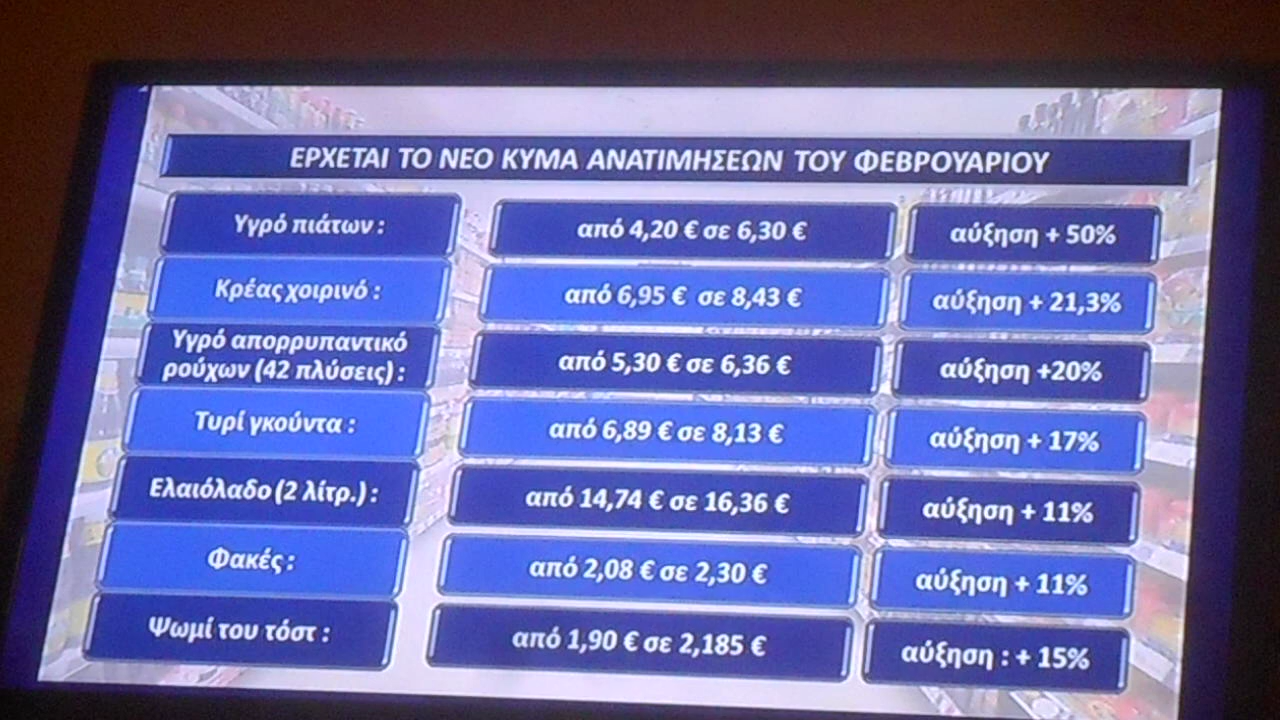 ΕΡΧΕΤΑΙ ΤΟ ΝΕΟ ΚΥΜΑ ΑΝΑΤΙΜΗΣΕΩΝ ΤΟΥ ΦΕΒΡΟΥΑΡΙΟΥ
Υγρό πιάτων : από 4,20 € σε 6,30 € αύξηση + 50%
Κρέας χοιρινό : από 6,95 € σε 8,43 € αύξηση + 21,3%
Υγρό απορρυπαντικό
ρούχων (42 πλύσεις) : από 5,30 € σε 6,36 € αύξηση +20%
Τυρί γκούντα : από 6,89 € σε 8,13 € αύξηση + 17%
Ελαιόλαδο (2 λίτρ.) : από 14,74 € σε 16,36 € αύξηση + 11%
Φακές : από 2,08 € σε 2,30 € αύξηση + 11%
Ψωμί του τόστ : από 1,90 € σε 2,185 € αύξηση : + 15%